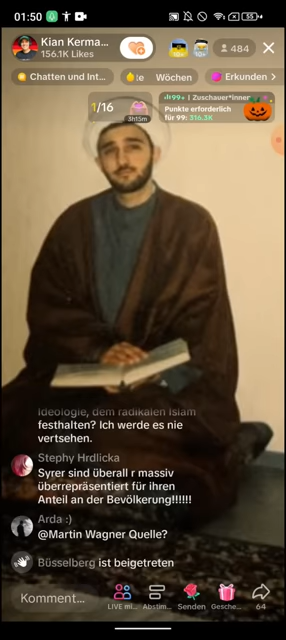 01:50
55
Kian Kerma...
156.1K Likes
484
Chatten und Int...
Wöchen
Erkunden
1/16
3h15m
99+ | Zuschauer*inner
Punkte erforderlich
für 99: 316.3K
Ideologie, dem radikalen Islam
festhalten? Ich werde es nie
vertsehen.
Stephy Hrdlicka
Syrer sind überall r massiv
überrepräsentiert für ihren
Anteil an der Bevölkerung!!!!!!
Arda :)
@Martin Wagner Quelle?
Büsselberg ist beigetreten
Komment...
LIVE mi...
Abstim...
Senden
Gesche...
64